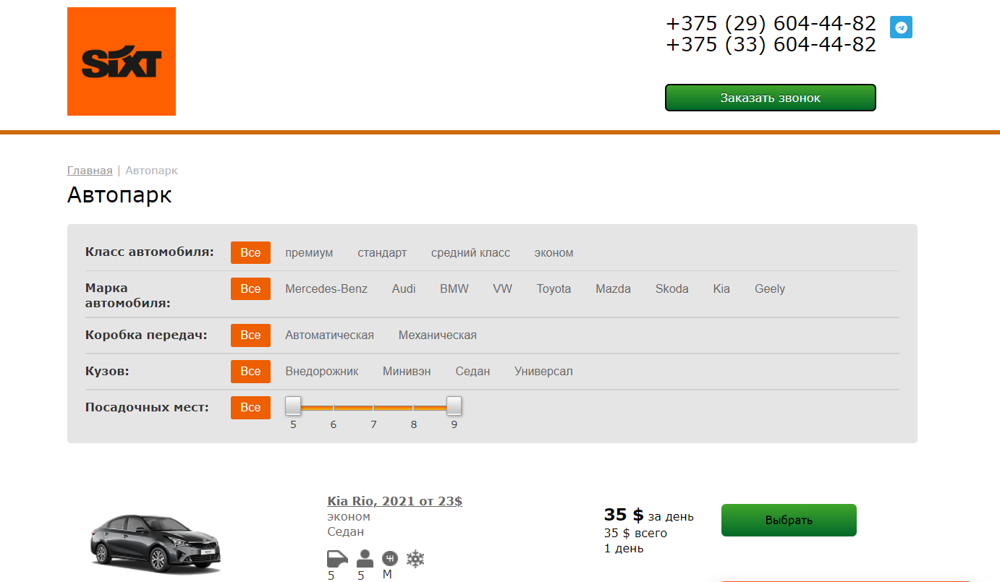 SIXT
+375 (29) 604-44-82
+375 (33) 604-44-82
Заказать звонок
Главная | Автопарк
Автопарк
Класс автомобиля: Все премиум стандарт средний класс эконом
Марка автомобиля: Все Mercedes-Benz Audi BMW VW Toyota Mazda Skoda Kia Geely
Коробка передач: Все Автоматическая Механическая
Кузов: Все Внедорожник Минивэн Седан Универсал
Посадочных мест: Все
5 6 7 8 9
Kia Rio, 2021 от 23$
эконом
Седан
5 5 М
35 $ за день
35 $ всего
1 день
Выбрать